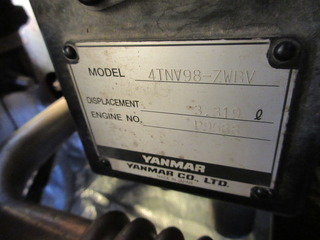 MODEL 4TNV98-ZWBV
DISPLACEMENT 3.319 ℓ
ENGINE NO.
YANMAR
YANMAR CO., LTD.